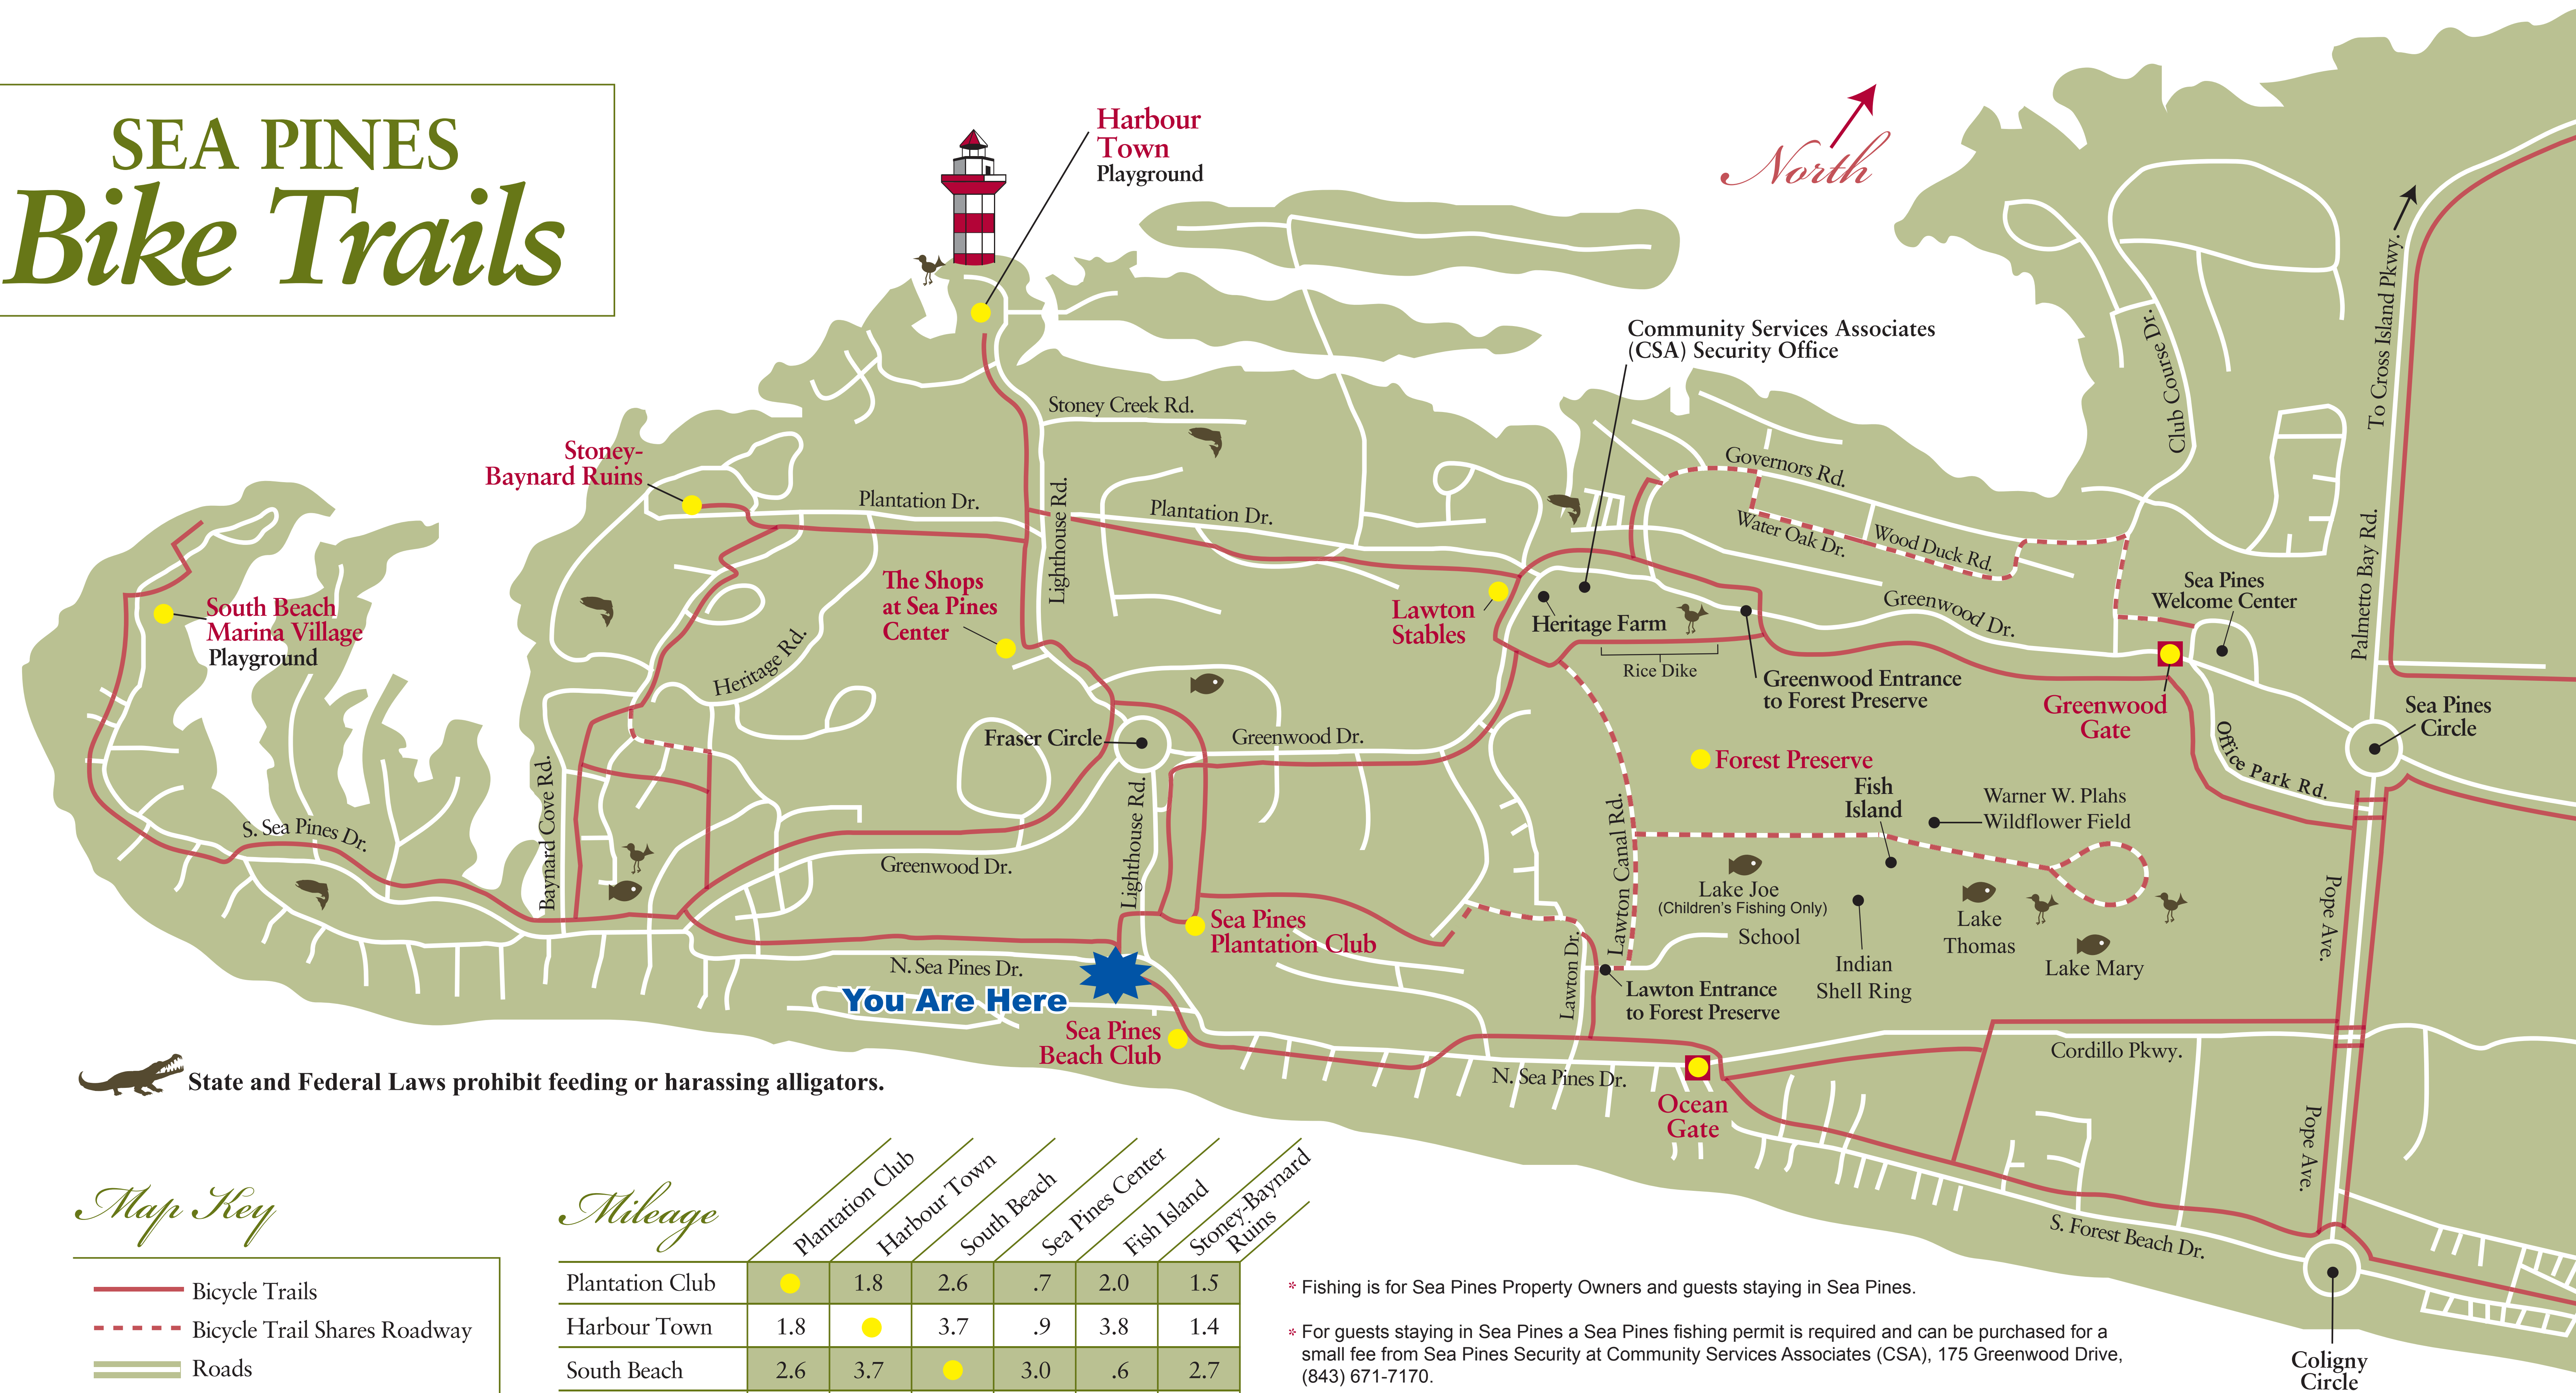 SEA PINES
Bike Trails
Harbour
Town
Playground
North
To Cross Island Pkwy.
Club Course Dr.
Community Services Associates
(CSA) Security Office
Stoney Creek Rd.
Stoney-
Baynard Ruins
Plantation Dr.
Lighthouse Rd.
Plantation Dr.
Governors Rd.
Water Oak Dr.
Wood Duck Rd.
Palmetto Bay Rd.
Sea Pines
Welcome Center
The Shops
at Sea Pines
Center
South Beach
Marina Village
Playground
Heritage Rd.
Lawton
Stables
Heritage Farm
Rice Dike
Greenwood Dr.
Greenwood Entrance
to Forest Preserve
Greenwood
Gate
Sea Pines
Circle
Office Park Rd.
Fraser Circle
Greenwood Dr.
Forest Preserve
Fish
Island
Warner W. Plahs
Wildflower Field
S. Sea Pines Dr.
Baynard Cove Rd.
Greenwood Dr.
Lighthouse Rd.
Lawton Canal Rd.
Lake Joe
(Children's Fishing Only)
School
Lake
Thomas
Lake Mary
Indian
Shell Ring
Pope Ave.
Sea Pines
Plantation Club
N. Sea Pines Dr.
You Are Here
Lawton Dr.
Lawton Entrance
to Forest Preserve
Sea Pines
Beach Club
N. Sea Pines Dr.
Cordillo Pkwy.
Ocean
Gate
Pope Ave.
S. Forest Beach Dr.
Coligny
Circle
State and Federal Laws prohibit feeding or harassing alligators.
Map Key
Bicycle Trails
Bicycle Trail Shares Roadway
Roads
Mileage
Plantation Club
Harbour Town
South Beach
Sea Pines Center
Fish Island
Stoney-Baynard
Ruins
Plantation Club 1.8 2.6 .7 2.0 1.5
Harbour Town 1.8 3.7 .9 3.8 1.4
South Beach 2.6 3.7 3.0 .6 2.7
* Fishing is for Sea Pines Property Owners and guests staying in Sea Pines.
* For guests staying in Sea Pines a Sea Pines fishing permit is required and can be purchased for a
small fee from Sea Pines Security at Community Services Associates (CSA), 175 Greenwood Drive,
(843) 671-7170.